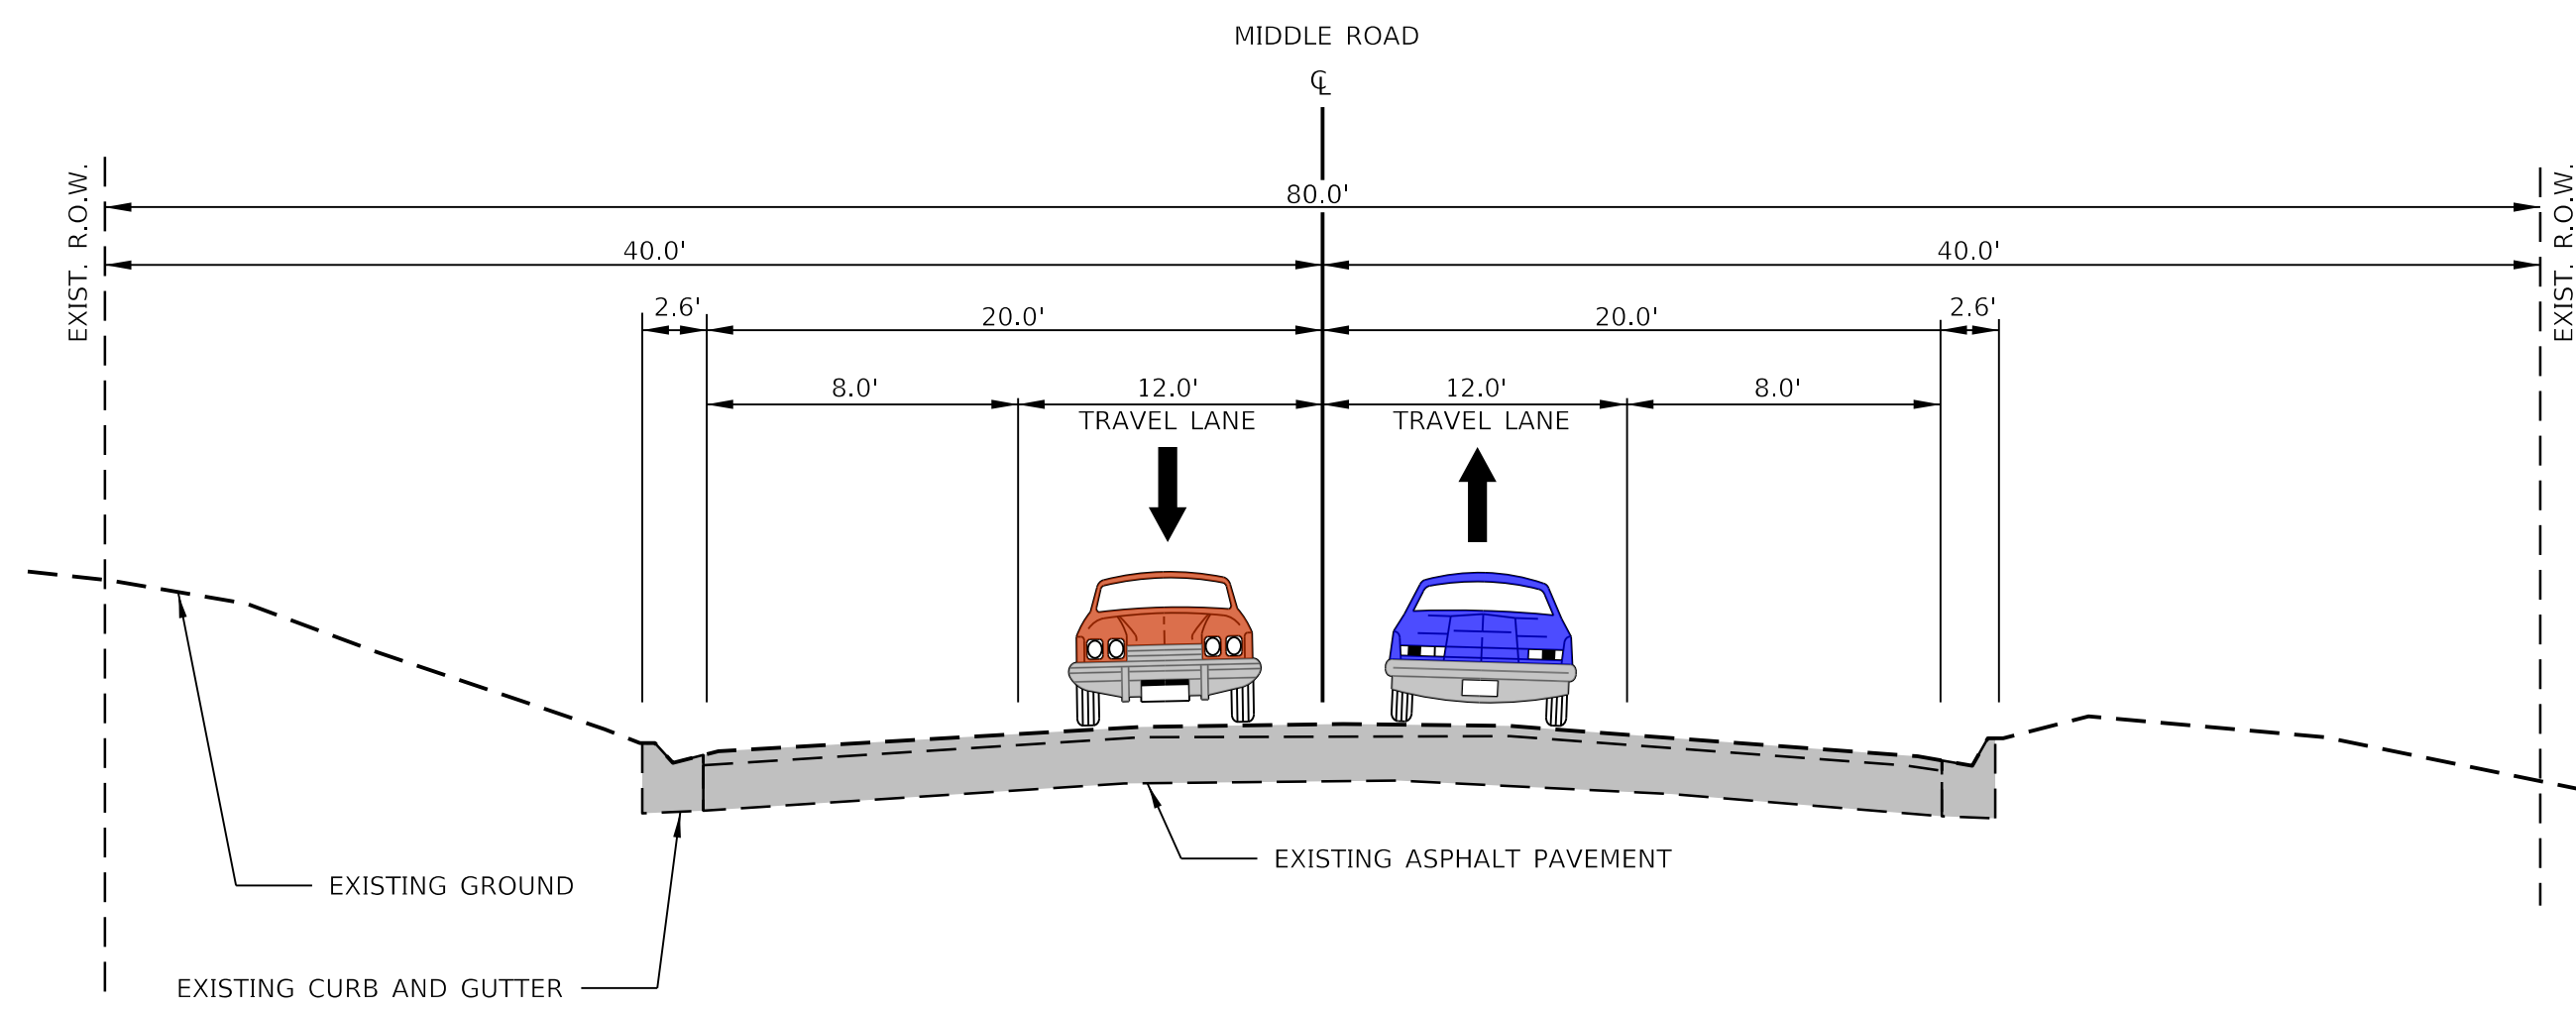 MIDDLE ROAD
℄
EXIST. R.O.W.
80.0'
EXIST. R.O.W.
40.0'
40.0'
2.6'
20.0'
20.0'
2.6'
8.0'
12.0'
12.0'
8.0'
TRAVEL LANE
TRAVEL LANE
EXISTING ASPHALT PAVEMENT
EXISTING GROUND
EXISTING CURB AND GUTTER